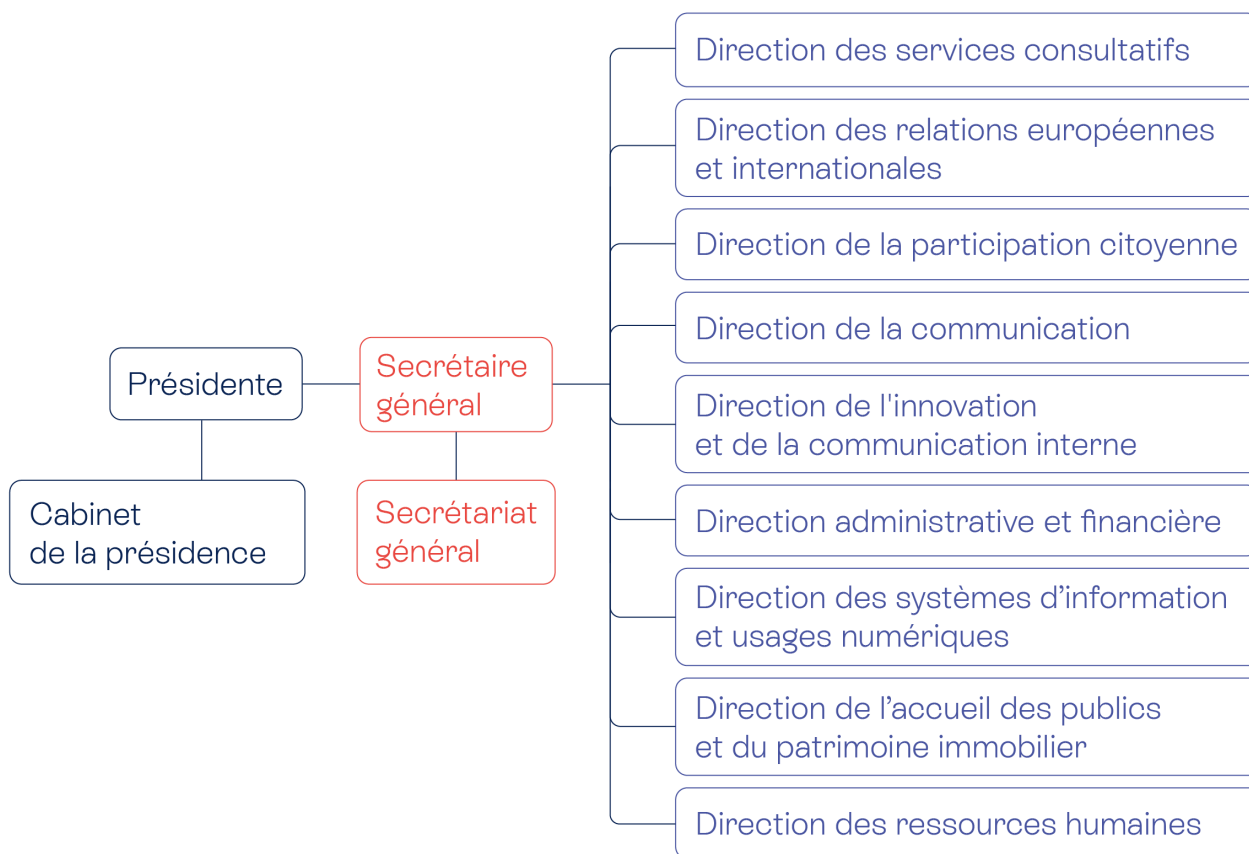 Présidente
Cabinet
de la présidence
Secrétaire
général
Secrétariat
général
Direction des services consultatifs
Direction des relations européennes
et internationales
Direction de la participation citoyenne
Direction de la communication
Direction de l'innovation
et de la communication interne
Direction administrative et financière
Direction des systèmes d’information
et usages numériques
Direction de l’accueil des publics
et du patrimoine immobilier
Direction des ressources humaines